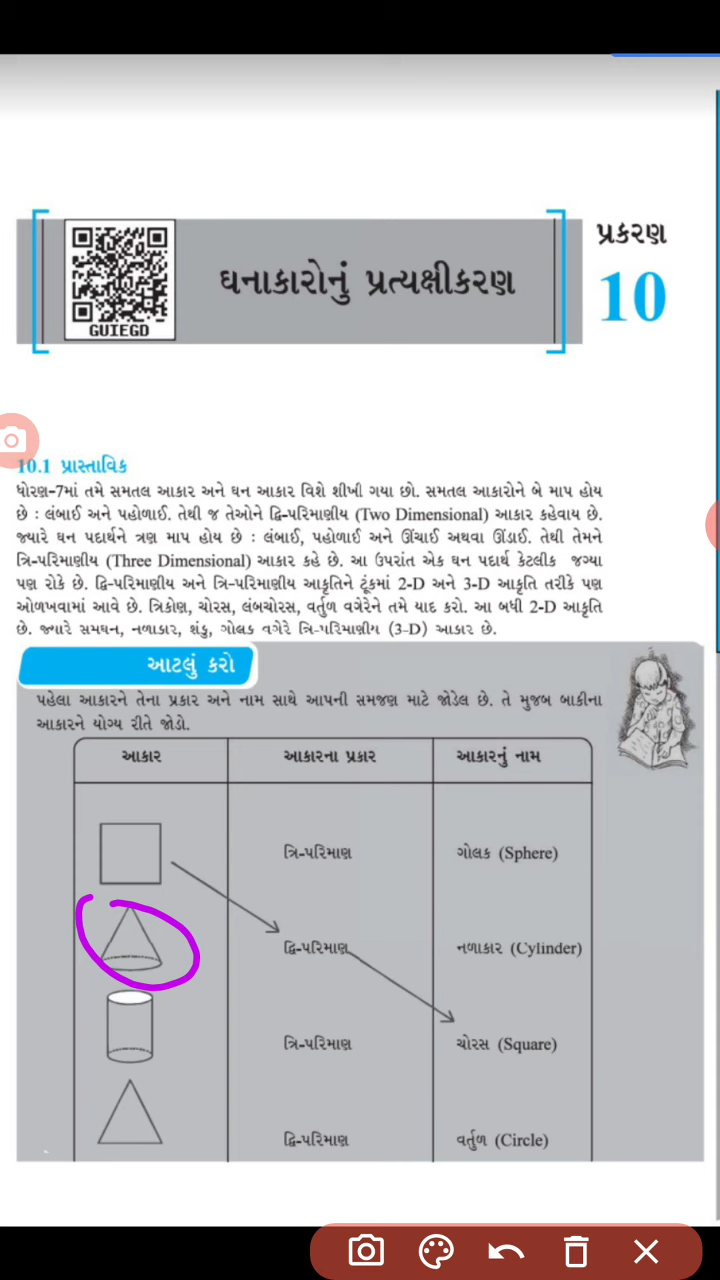 પ્રકરણ
10
ઘનાકારોનું પ્રત્યક્ષીકરણ
GUIEGD
10.1 પ્રાસ્તાવિક
ધોરણ-7માં તમે સમતલ આકાર અને ઘન આકાર વિશે શીખી ગયા છો. સમતલ આકારોને બે માપ હોય
છે : લંબાઈ અને પહોળાઈ. તેથી જ તેઓને દ્વિ-પરિમાણીય (Two Dimensional) આકાર કહેવાય છે.
જ્યારે ઘન પદાર્થને ત્રણ માપ હોય છે : લંબાઈ, પહોળાઈ અને ઊંચાઈ અથવા ઊંડાઈ. તેથી તેમને
ત્રિ-પરિમાણીય (Three Dimensional) આકાર કહે છે. આ ઉપરાંત એક ઘન પદાર્થ કેટલીક જગ્યા
પણ રોકે છે. દ્વિ-પરિમાણીય અને ત્રિ-પરિમાણીય આકૃતિને ટૂંકમાં 2-D અને 3-D આકૃતિ તરીકે પણ
ઓળખવામાં આવે છે. ત્રિકોણ, ચોરસ, લંબચોરસ, વર્તુળ વગેરેને તમે યાદ કરો. આ બધી 2-D આકૃતિ
છે. જ્યારે સમઘન, નળાકાર, શંકુ, ગોલક વગેરે ત્રિ-પરિમાણીય (3-D) આકાર છે.
આટલું કરો
પહેલા આકારને તેના પ્રકાર અને નામ સાથે આપની સમજણ માટે જોડેલ છે. તે મુજબ બાકીના
આકારને યોગ્ય રીતે જોડો.
આકાર આકારના પ્રકાર આકારનું નામ
ત્રિ-પરિમાણ ગોલક (Sphere)
દ્વિ-પરિમાણ નળાકાર (Cylinder)
ત્રિ-પરિમાણ ચોરસ (Square)
દ્વિ-પરિમાણ વર્તુળ (Circle)